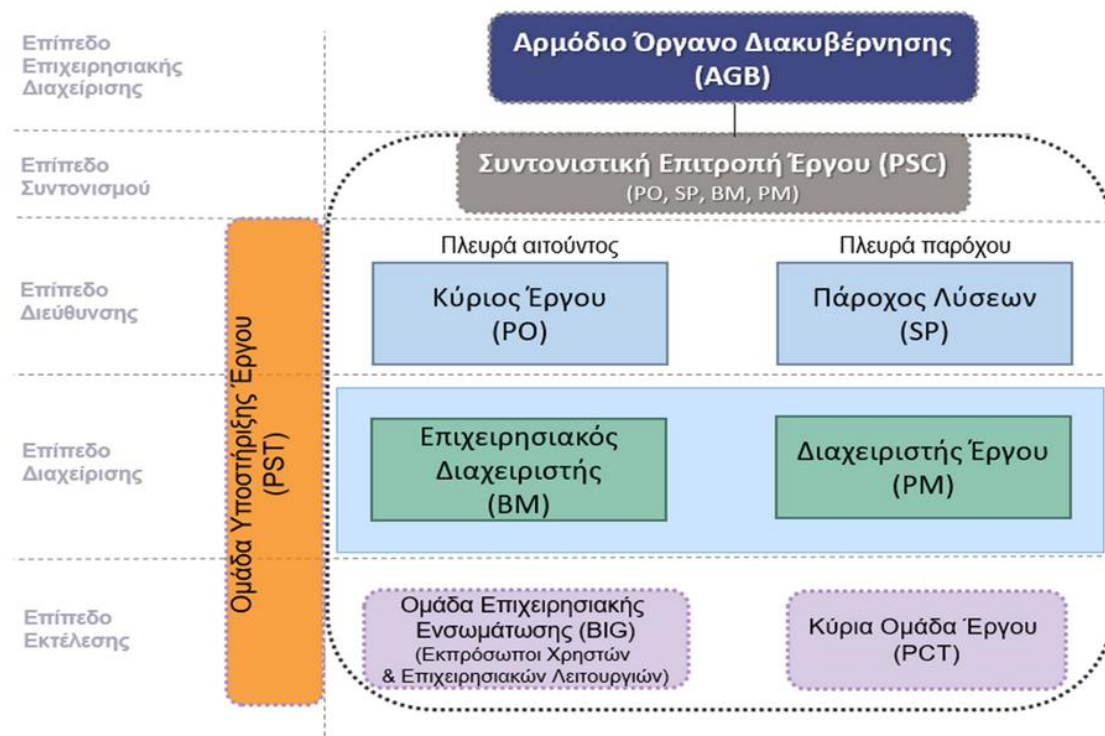 Επίπεδο
Επιχειρησιακής
Διαχείρισης
Αρμόδιο Όργανο Διακυβέρνησης
(AGB)
Επίπεδο
Συντονισμού
Συντονιστική Επιτροπή Έργου (PSC)
(PO, SP, BM, PM)
Επίπεδο
Διεύθυνσης
Πλευρά αιτούντος
Κύριος Έργου
(PO)
Πλευρά παρόχου
Πάροχος Λύσεων
(SP)
Ομάδα Υποστήριξης Έργου
(PST)
Επίπεδο
Διαχείρισης
Επιχειρησιακός
Διαχειριστής
(BM)
Διαχειριστής Έργου
(PM)
Επίπεδο
Εκτέλεσης
Ομάδα Επιχειρησιακής
Ενσωμάτωσης (BIG)
(Εκπρόσωποι Χρηστών
& Επιχειρησιακών Λειτουργιών)
Κύρια Ομάδα Έργου
(PCT)